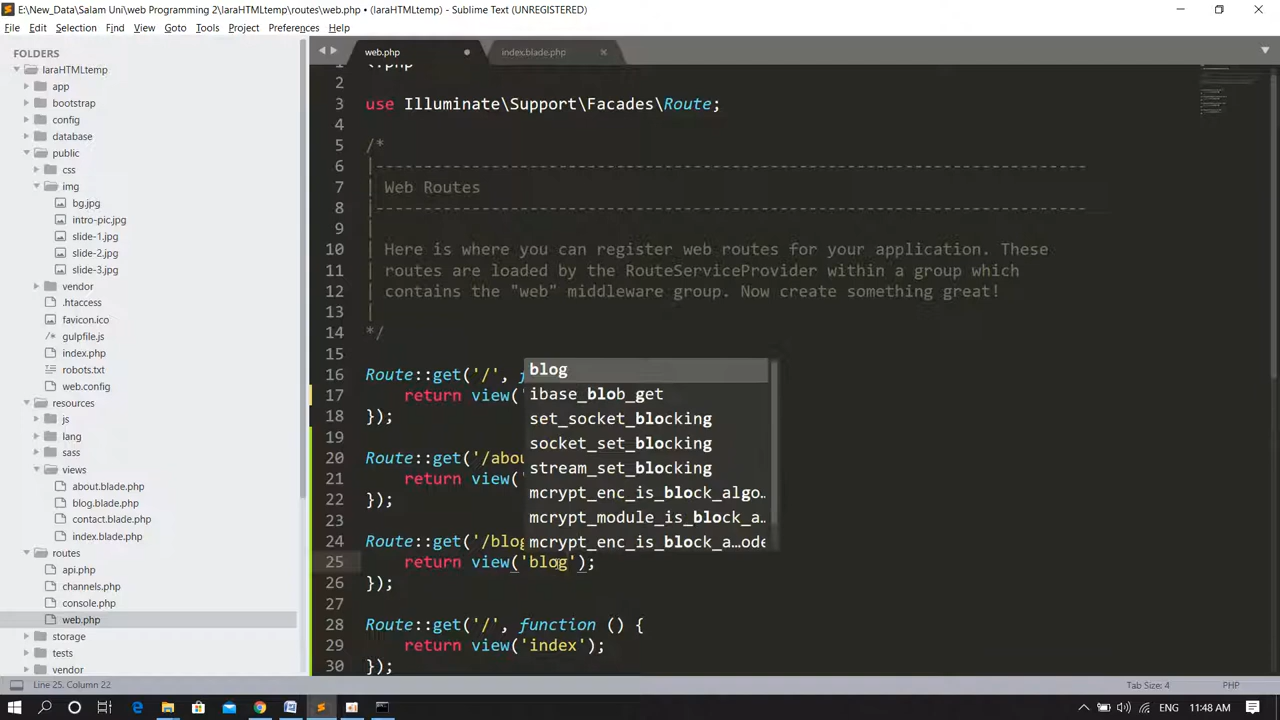 E:\New_Data\Salam Uni\web Programming 2\laraHTMLtemp\routes\web.php • (laraHTMLtemp) - Sublime Text (UNREGISTERED)
File Edit Selection Find View Goto Tools Project Preferences Help
FOLDERS
laraHTMLtemp
app
bootstrap
config
database
public
css
img
bg.jpg
intro-pic.jpg
slide-1.jpg
slide-2.jpg
slide-3.jpg
vendor
.htaccess
favicon.ico
/* gulpfile.js
index.php
robots.txt
web.config
resources
js
lang
sass
views
about.blade.php
blog.blade.php
contact.blade.php
index.blade.php
routes
api.php
channels.php
console.php
web.php
storage
tests
vendor
web.php
index.blade.php
1 <?php
2
3 use Illuminate\Support\Facades\Route;
4
5 /*
6 |--------------------------------------------------------------------------
7 | Web Routes
8 |--------------------------------------------------------------------------
9 |
10 | Here is where you can register web routes for your application. These
11 | routes are loaded by the RouteServiceProvider within a group which
12 | contains the "web" middleware group. Now create something great!
13 |
14 */
15
16 Route::get('/', f
17 return view('
18 });
19
20 Route::get('/abou
21 return view('
22 });
23
24 Route::get('/blog
25 return view('blog');
26 });
27
28 Route::get('/', function () {
29 return view('index');
30 });
blog
ibase_blob_get
set_socket_blocking
socket_set_blocking
stream_set_blocking
mcrypt_enc_is_block_algo…
mcrypt_module_is_block_a…
mcrypt_enc_is_block_a…ode
Line 25, Column 22
Tab Size: 4
PHP
11:48 AM